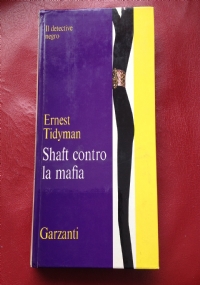 Il detective
negro
Ernest
Tidyman
Shaft contro
la mafia
Garzanti